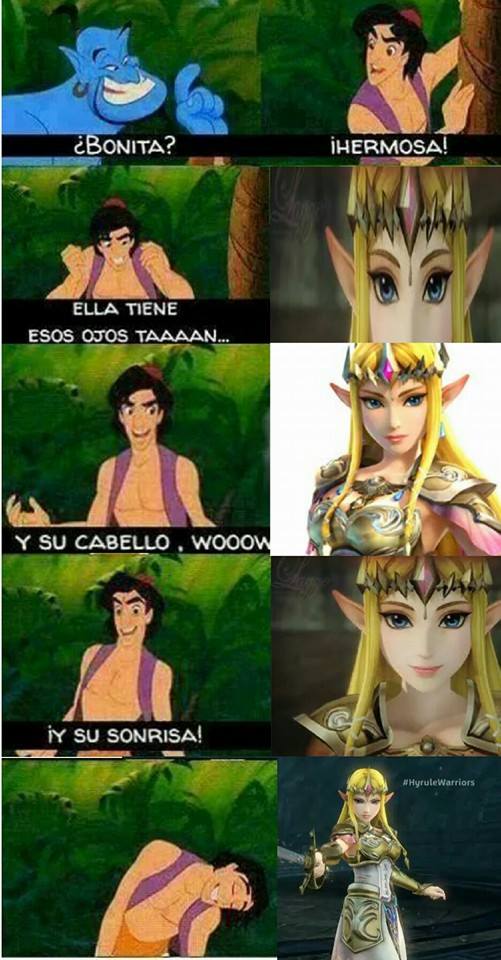 ¿BONITA?
¡HERMOSA!
ELLA TIENE
ESOS OJOS TAAAAN...
Y SU CABELLO , WOOOW
¡Y SU SONRISA!
#HyruleWarriors